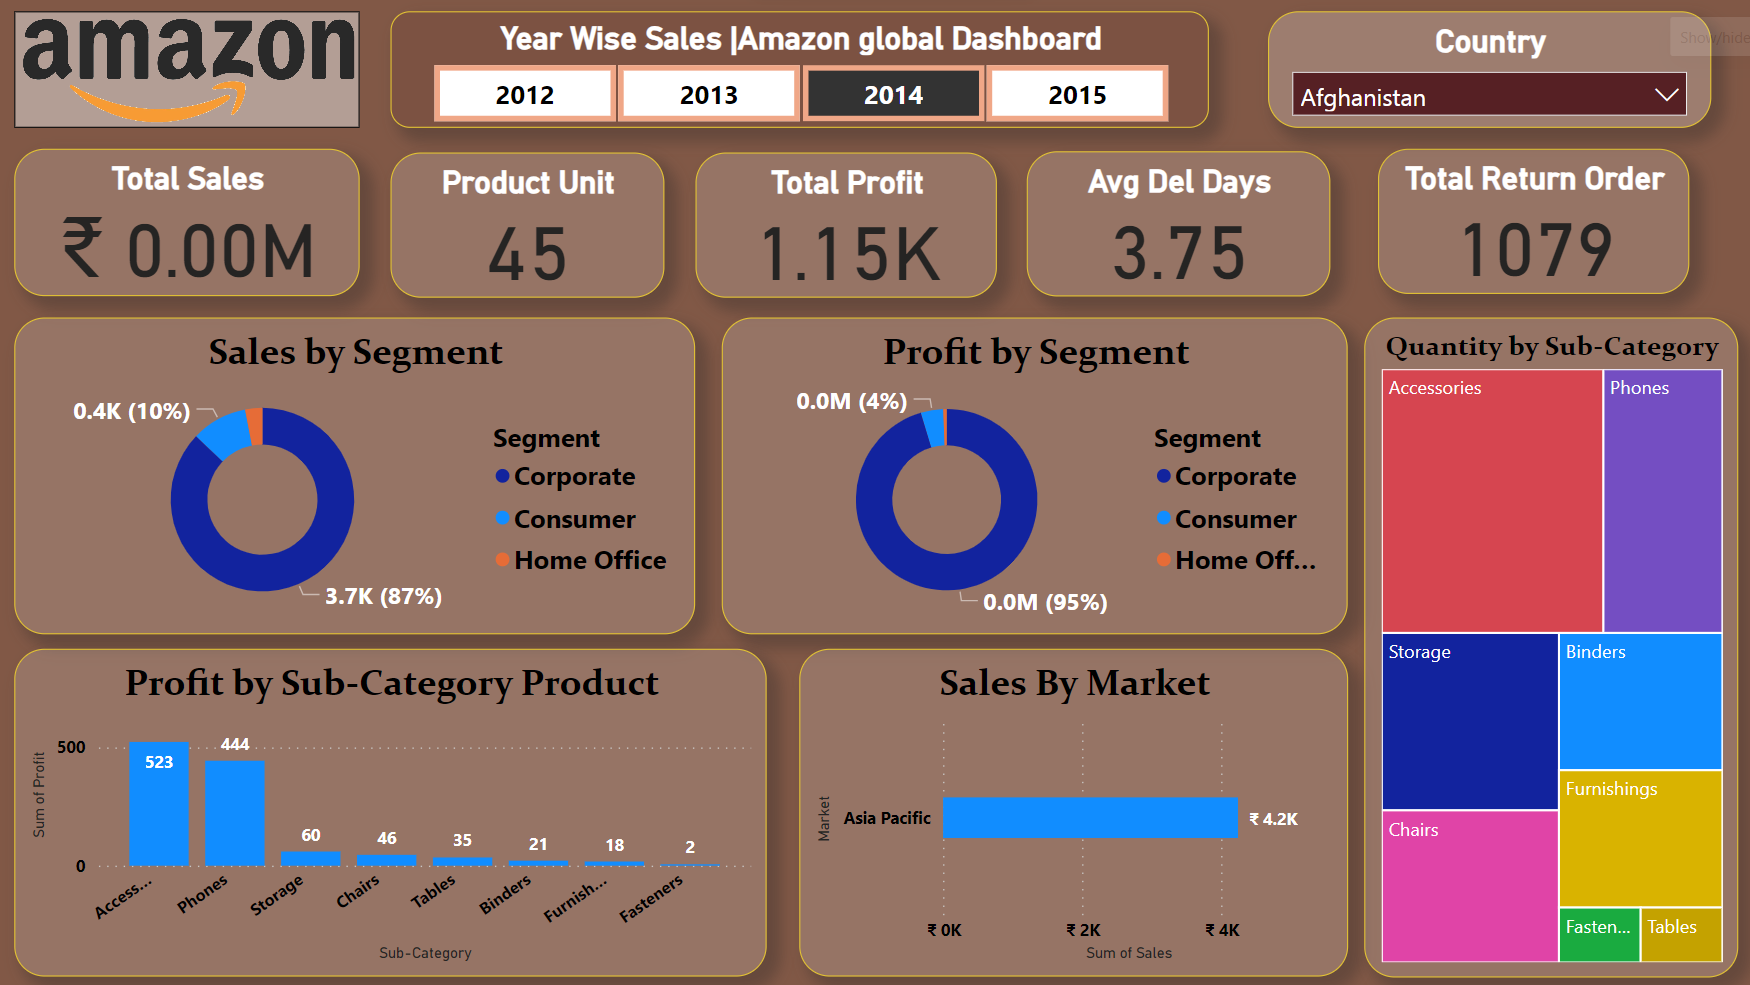 amazon
Year Wise Sales |Amazon global Dashboard
2012
2013
2014
2015
Country
Show/hide
Afghanistan
Total Sales
₹ 0.00M
Product Unit
45
Total Profit
1.15K
Avg Del Days
3.75
Total Return Order
1079
Sales by Segment
0.4K (10%)
3.7K (87%)
Segment
Corporate
Consumer
Home Office
Profit by Segment
0.0M (4%)
0.0M (95%)
Segment
Corporate
Consumer
Home Off...
Quantity by Sub-Category
Accessories
Phones
Storage
Binders
Furnishings
Chairs
Fasten...
Tables
Profit by Sub-Category Product
Sum of Profit
500
0
523
444
60
46
35
21
18
2
Access...
Phones
Storage
Chairs
Tables
Binders
Furnish...
Fasteners
Sub-Category
Sales By Market
Market
Asia Pacific
₹ 4.2K
₹ 0K
₹ 2K
₹ 4K
Sum of Sales